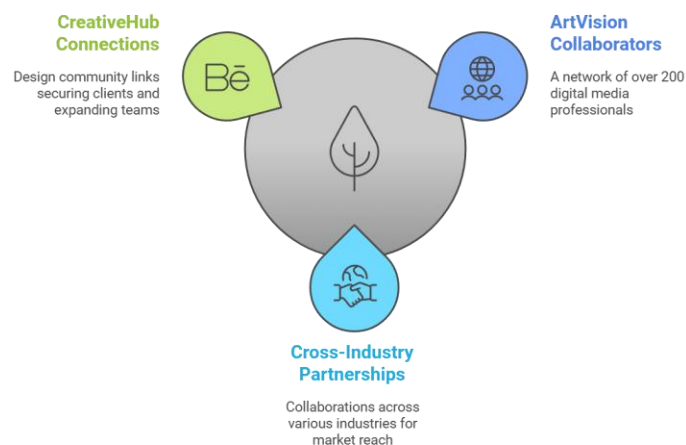 CreativeHub
Connections
Design community links
securing clients and
expanding teams
Bē
ArtVision
Collaborators
A network of over 200
digital media
professionals
Cross-Industry
Partnerships
Collaborations across
various industries for
market reach